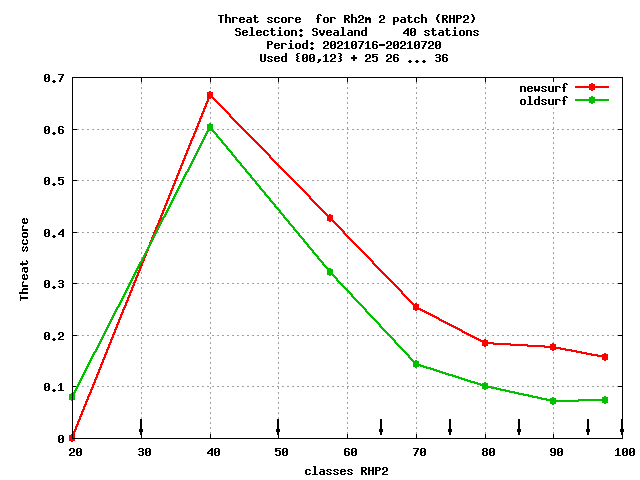 Threat score  for Rh2m 2 patch (RHP2)
Selection: Svealand     40 stations
Period: 20210716-20210720
Used {00,12} + 25 26 ... 36
newsurf
oldsurf
0.7
0.6
0.5
0.4
0.3
0.2
0.1
0
Threat score
20 30 40 50 60 70 80 90 100
classes RHP2